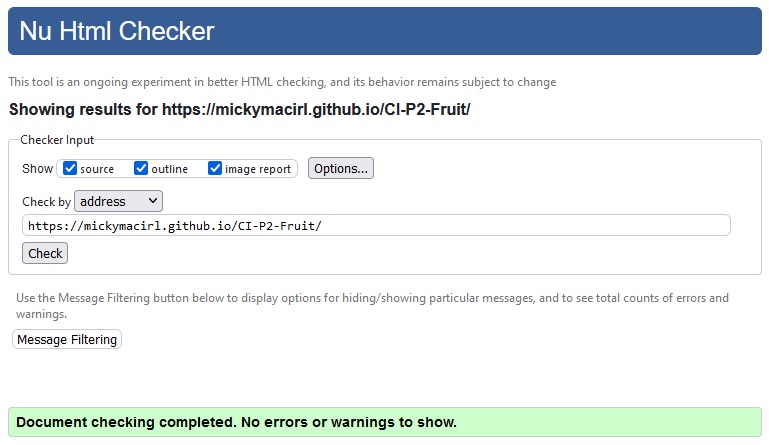 Nu Html Checker
This tool is an ongoing experiment in better HTML checking, and its behavior remains subject to change
Showing results for https://mickymacirl.github.io/CI-P2-Fruit/
Checker Input
Show source outline image report Options...
Check by address
https://mickymacirl.github.io/CI-P2-Fruit/
Check
Use the Message Filtering button below to display options for hiding/showing particular messages, and to see total counts of errors and
warnings.
Message Filtering
Document checking completed. No errors or warnings to show.